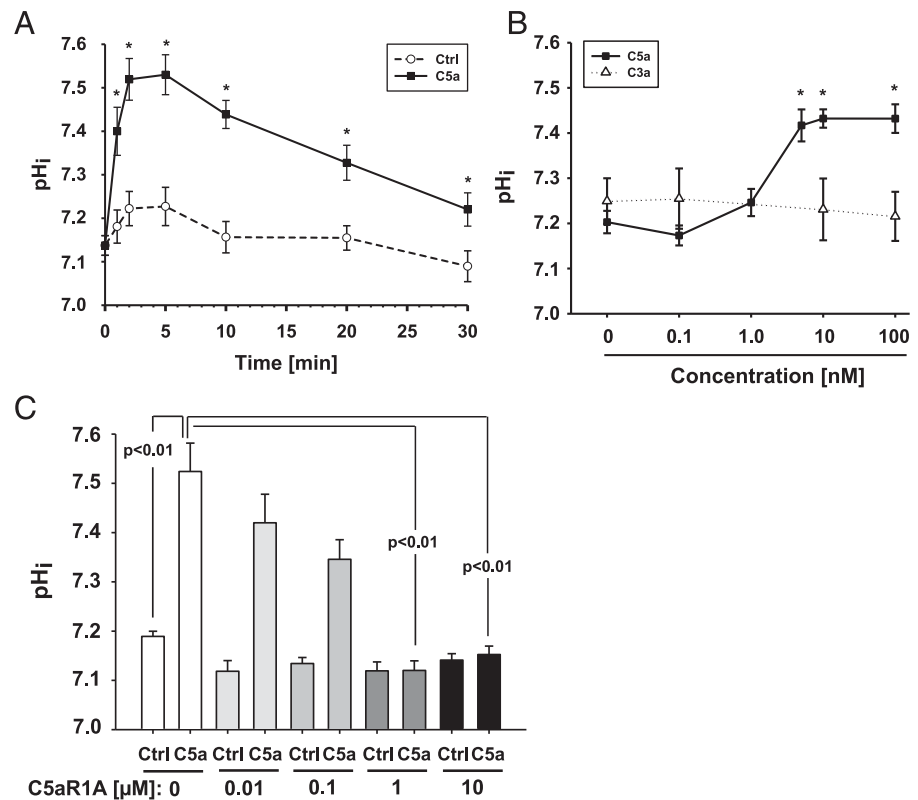 A
7.6
7.5
7.4
7.3
7.2
7.1
7.0
pHi
* * * * * *
Ctrl
C5a
0 5 10 15 20 25 30
Time [min]
B
7.6
7.5
7.4
7.3
7.2
7.1
7.0
pHi
C5a
C3a
* * *
0 0.1 1.0 10 100
Concentration [nM]
C
7.6
7.5
7.4
7.3
7.2
7.1
7.0
pHi
p<0.01
p<0.01
p<0.01
Ctrl C5a Ctrl C5a Ctrl C5a Ctrl C5a Ctrl C5a
C5aR1A [µM]: 0 0.01 0.1 1 10